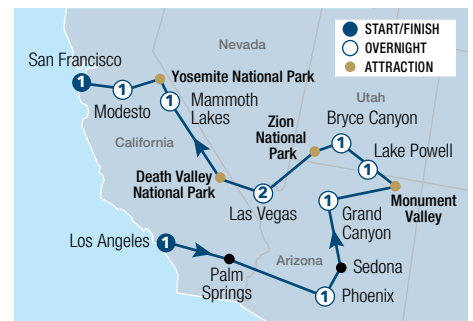 START/FINISH
OVERNIGHT
ATTRACTION
Nevada
San Francisco
1
1
Modesto
Yosemite National Park
1
Mammoth
Lakes
Utah
Bryce Canyon
1
Zion
National
Park
Lake Powell
1
California
Death Valley
National Park
2
Las Vegas
1
Grand
Canyon
Monument
Valley
Los Angeles
1
Palm
Springs
Arizona
Sedona
1
Phoenix